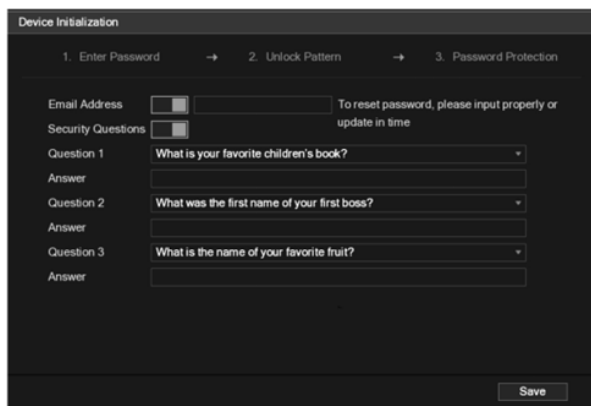 Device Initialization
1. Enter Password → 2. Unlock Pattern → 3. Password Protection
Email Address To reset password, please input properly or
update in time
Security Questions
Question 1 What is your favorite children's book?
Answer
Question 2 What was the first name of your first boss?
Answer
Question 3 What is the name of your favorite fruit?
Answer
Save